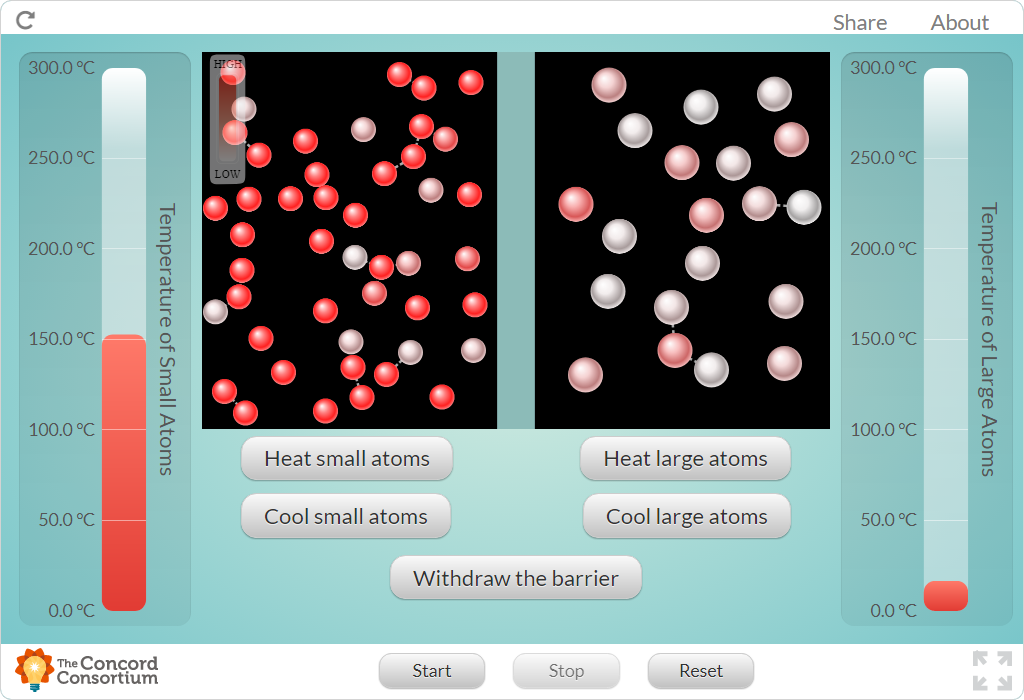 Share
About
300.0 °C
250.0 °C
200.0 °C
150.0 °C
100.0 °C
50.0 °C
0.0 °C
Temperature of Small Atoms
HIGH
LOW
300.0 °C
250.0 °C
200.0 °C
150.0 °C
100.0 °C
50.0 °C
0.0 °C
Temperature of Large Atoms
Heat small atoms
Heat large atoms
Cool small atoms
Cool large atoms
Withdraw the barrier
The Concord
Consortium
Start
Stop
Reset